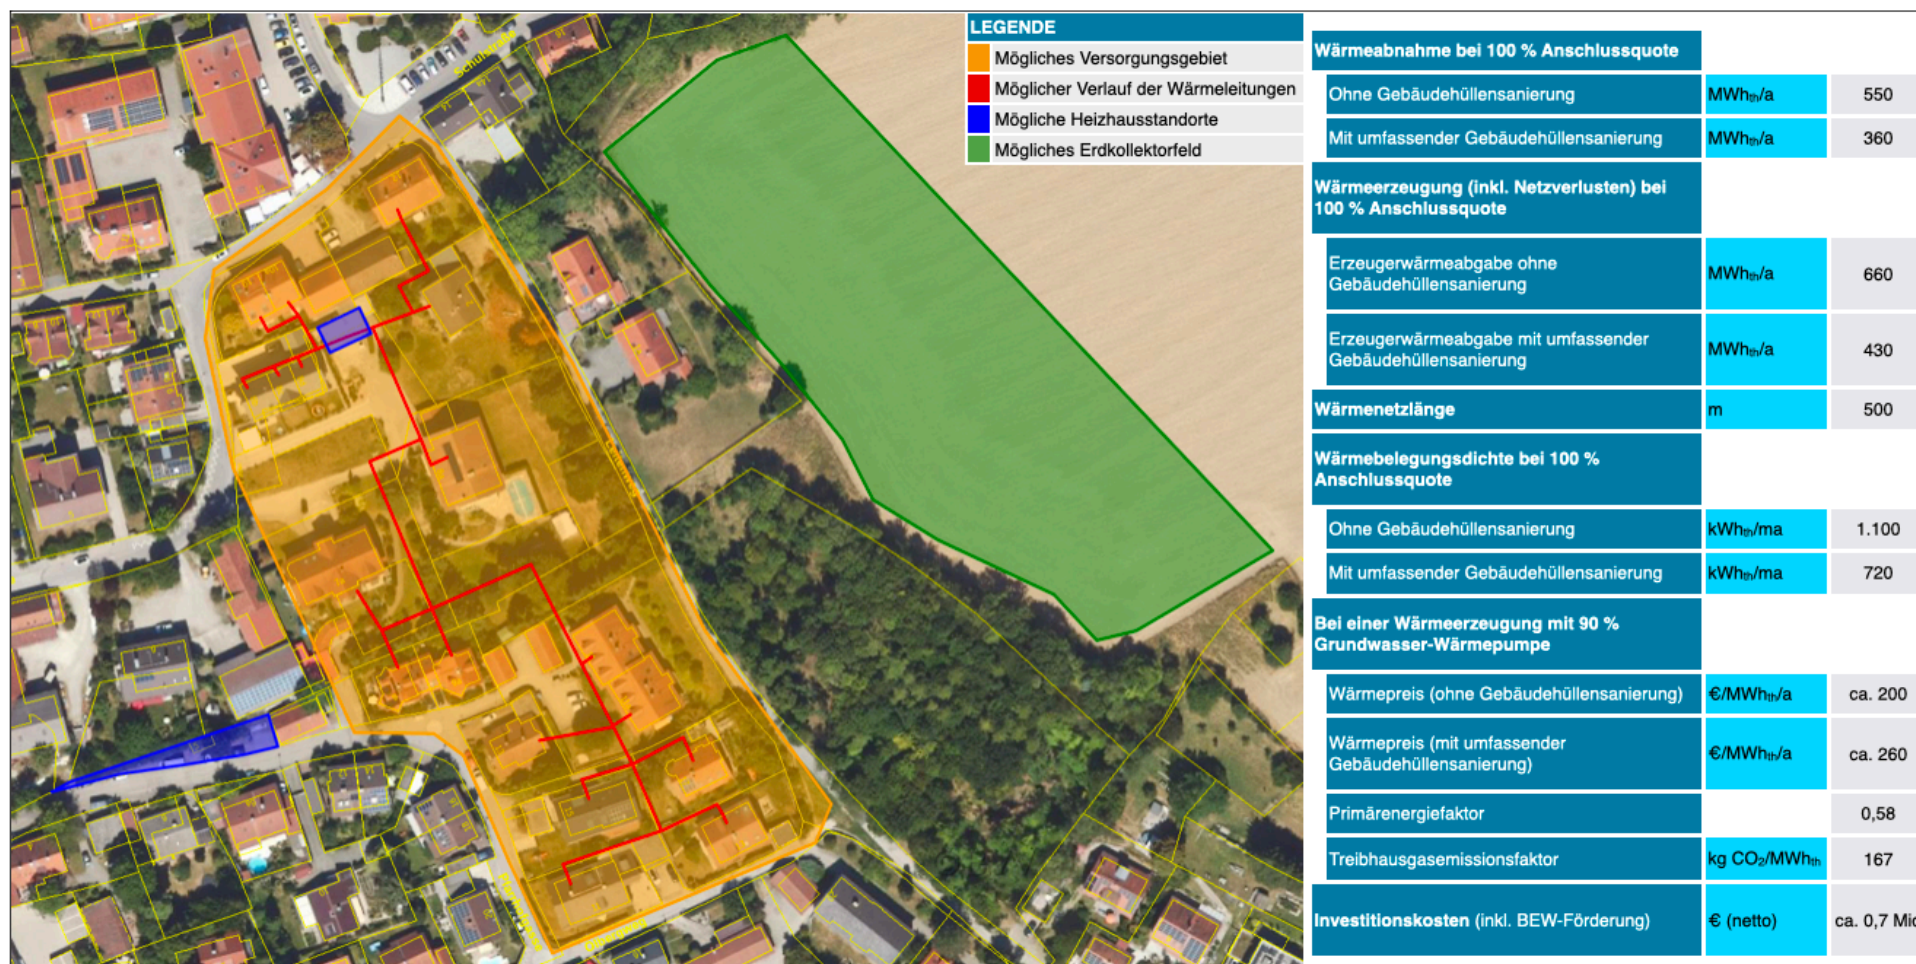 LEGENDE
Mögliches Versorgungsgebiet
Möglicher Verlauf der Wärmeleitungen
Mögliche Heizhausstandorte
Mögliches Erdkollektorfeld
Schulstraße
Wärmeabnahme bei 100 % Anschlussquote
Ohne Gebäudehüllensanierung MWhth/a 550
Mit umfassender Gebäudehüllensanierung MWhth/a 360
Wärmeerzeugung (inkl. Netzverlusten) bei
100 % Anschlussquote
Erzeugerwärmeabgabe ohne
Gebäudehüllensanierung MWhth/a 660
Erzeugerwärmeabgabe mit umfassender
Gebäudehüllensanierung MWhth/a 430
Wärmenetzlänge m 500
Wärmebelegungsdichte bei 100 %
Anschlussquote
Ohne Gebäudehüllensanierung kWhth/ma 1.100
Mit umfassender Gebäudehüllensanierung kWhth/ma 720
Bei einer Wärmeerzeugung mit 90 %
Grundwasser-Wärmepumpe
Wärmepreis (ohne Gebäudehüllensanierung) €/MWhth/a ca. 200
Wärmepreis (mit umfassender
Gebäudehüllensanierung) €/MWhth/a ca. 260
Primärenergiefaktor 0,58
Treibhausgasemissionsfaktor kg CO₂/MWhth 167
Investitionskosten (inkl. BEW-Förderung) € (netto) ca. 0,7 Mio